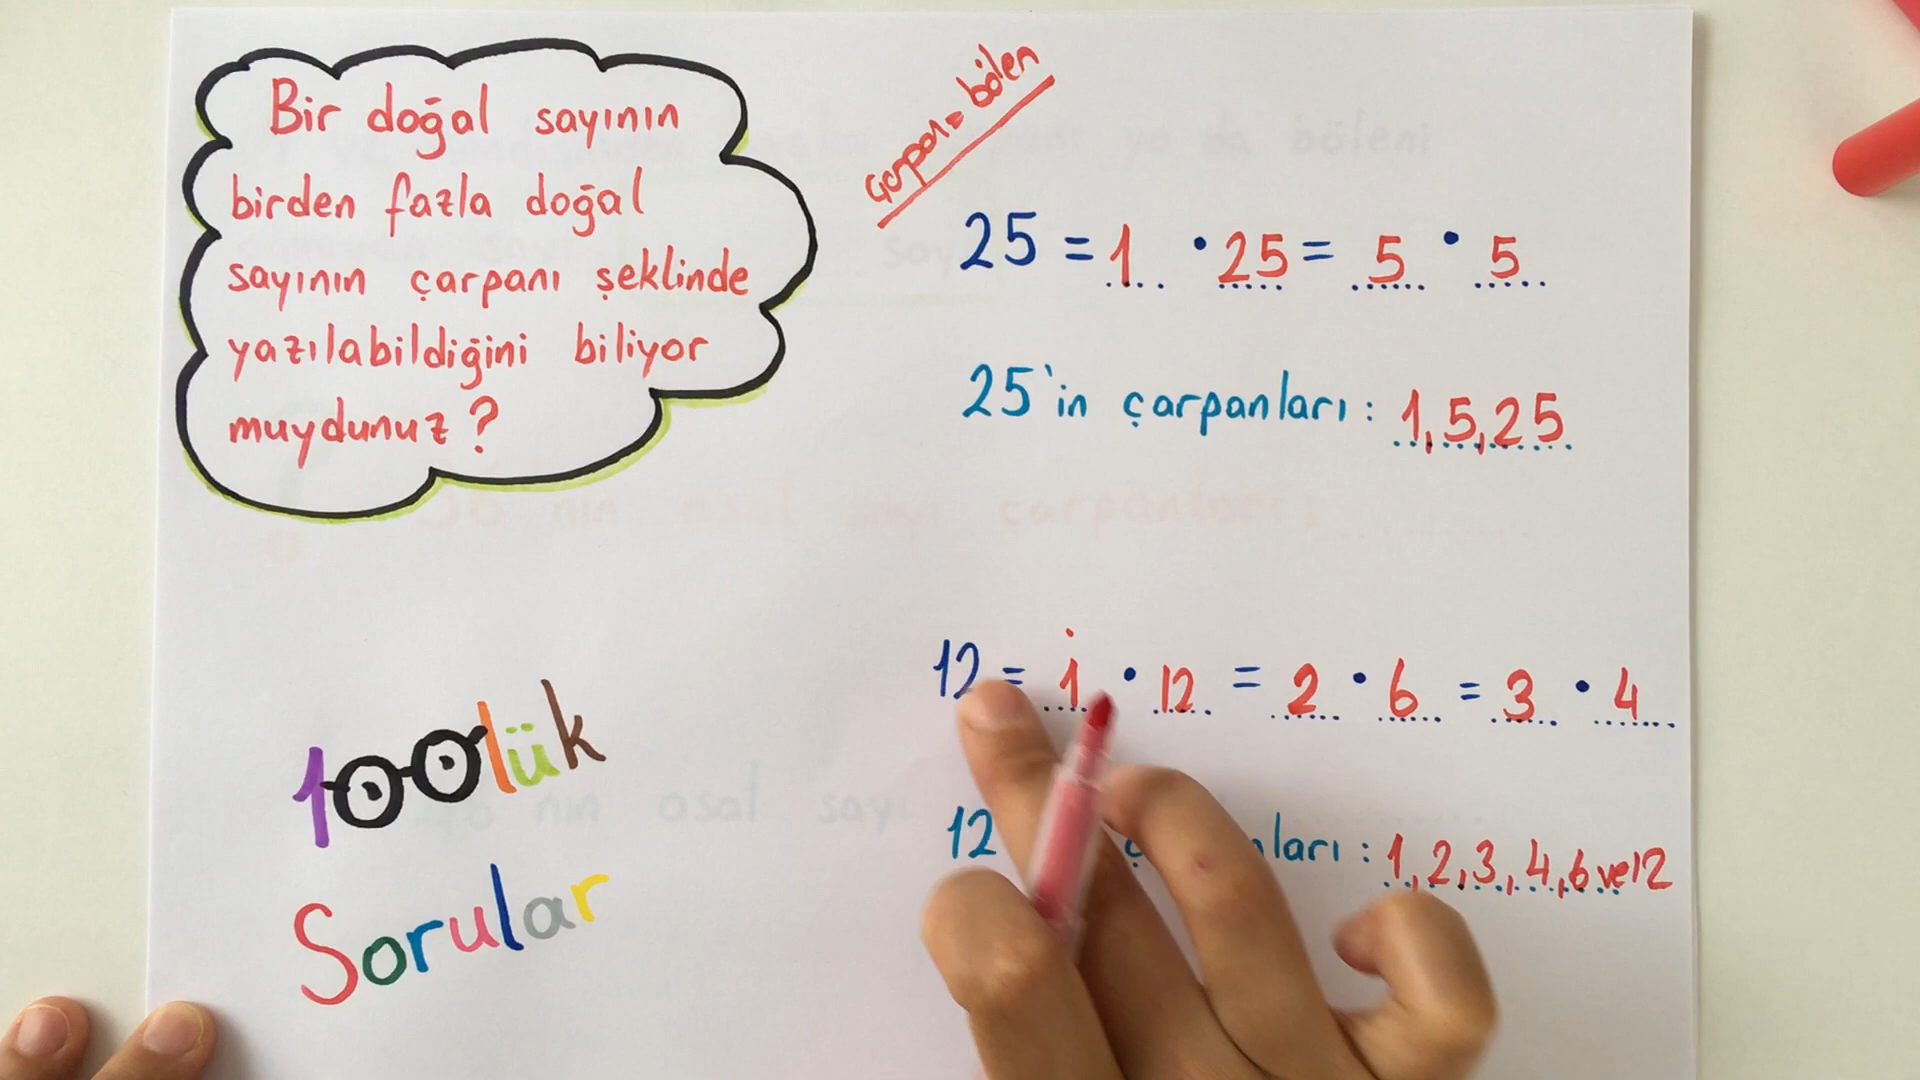 Bir doğal sayının
birden fazla doğal
sayının çarpanı şeklinde
yazılabildiğini biliyor
muydunuz?
Çarpan = bölen
25 = 1 . 25 = 5 . 5
25'in çarpanları: 1, 5, 25
12 = 1 . 12 = 2 . 6 = 3 . 4
12 ları: 1, 2, 3, 4, 6 ve 12
100lük
Sorular